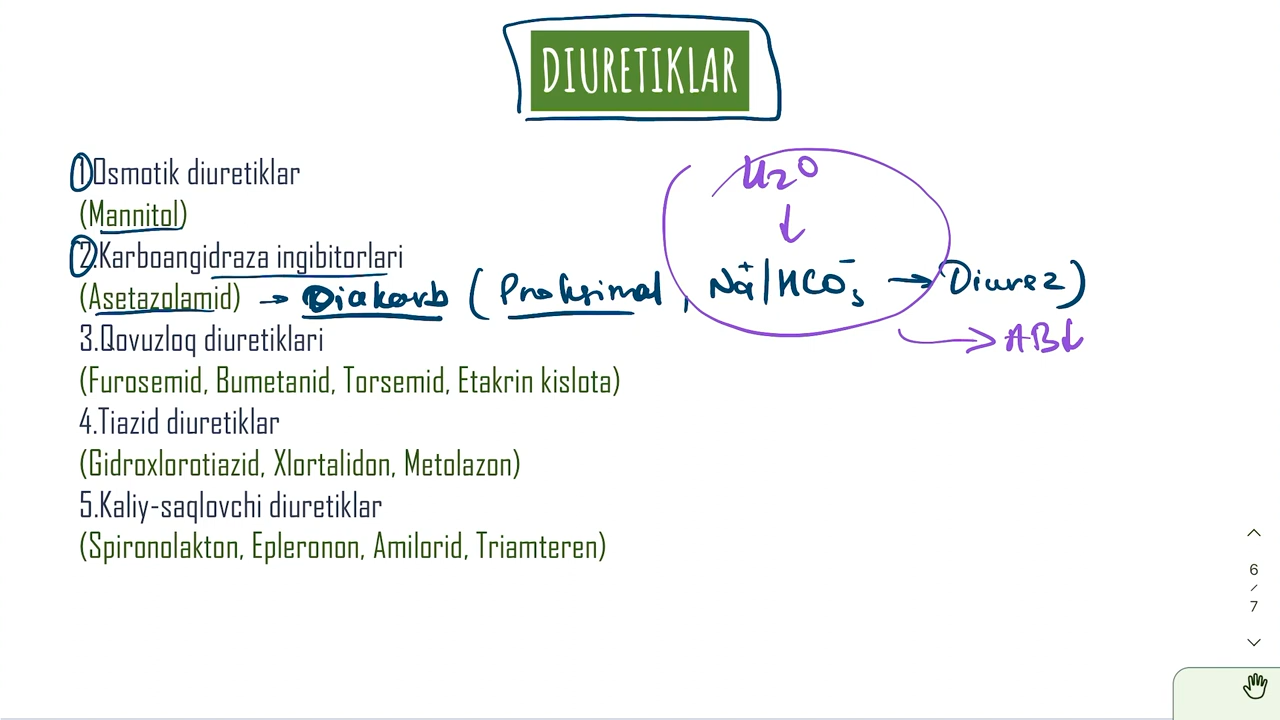 DIURETIKLAR
1.Osmotik diuretiklar
(Mannitol)
H2O
↓
2.Karboangidraza ingibitorlari
(Asetazolamid) → Diakarb (Proksimal, Na+/HCO3- → Diurez)
→ AB↓
3.Qovuzloq diuretiklari
(Furosemid, Bumetanid, Torsemid, Etakrin kislota)
4.Tiazid diuretiklar
(Gidroxlorotiazid, Xlortalidon, Metolazon)
5.Kaliy-saqlovchi diuretiklar
(Spironolakton, Epleronon, Amilorid, Triamteren)
6
/
7